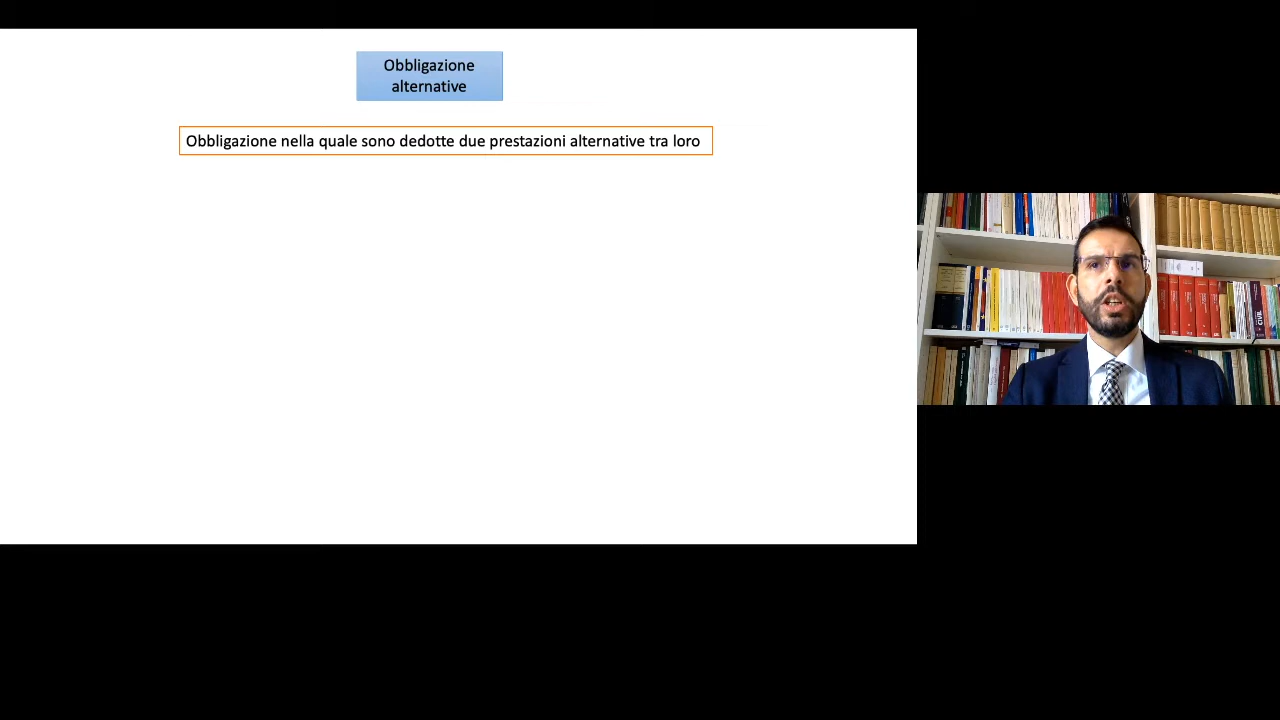 Obbligazione
alternative
Obbligazione nella quale sono dedotte due prestazioni alternative tra loro